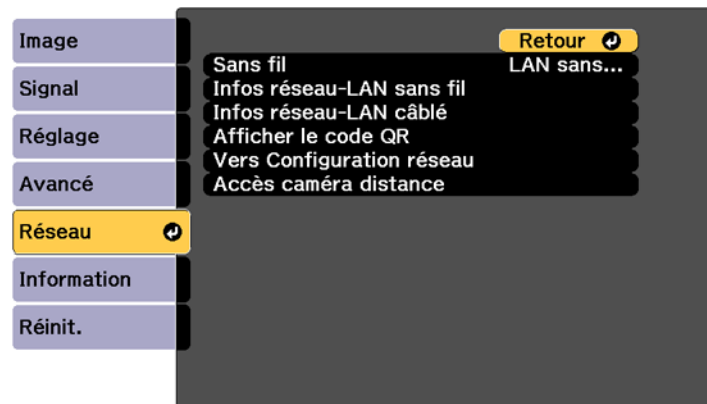 Image
Signal
Réglage
Avancé
Réseau
Information
Réinit.
Retour
Sans fil LAN sans...
Infos réseau-LAN sans fil
Infos réseau-LAN câblé
Afficher le code QR
Vers Configuration réseau
Accès caméra distance